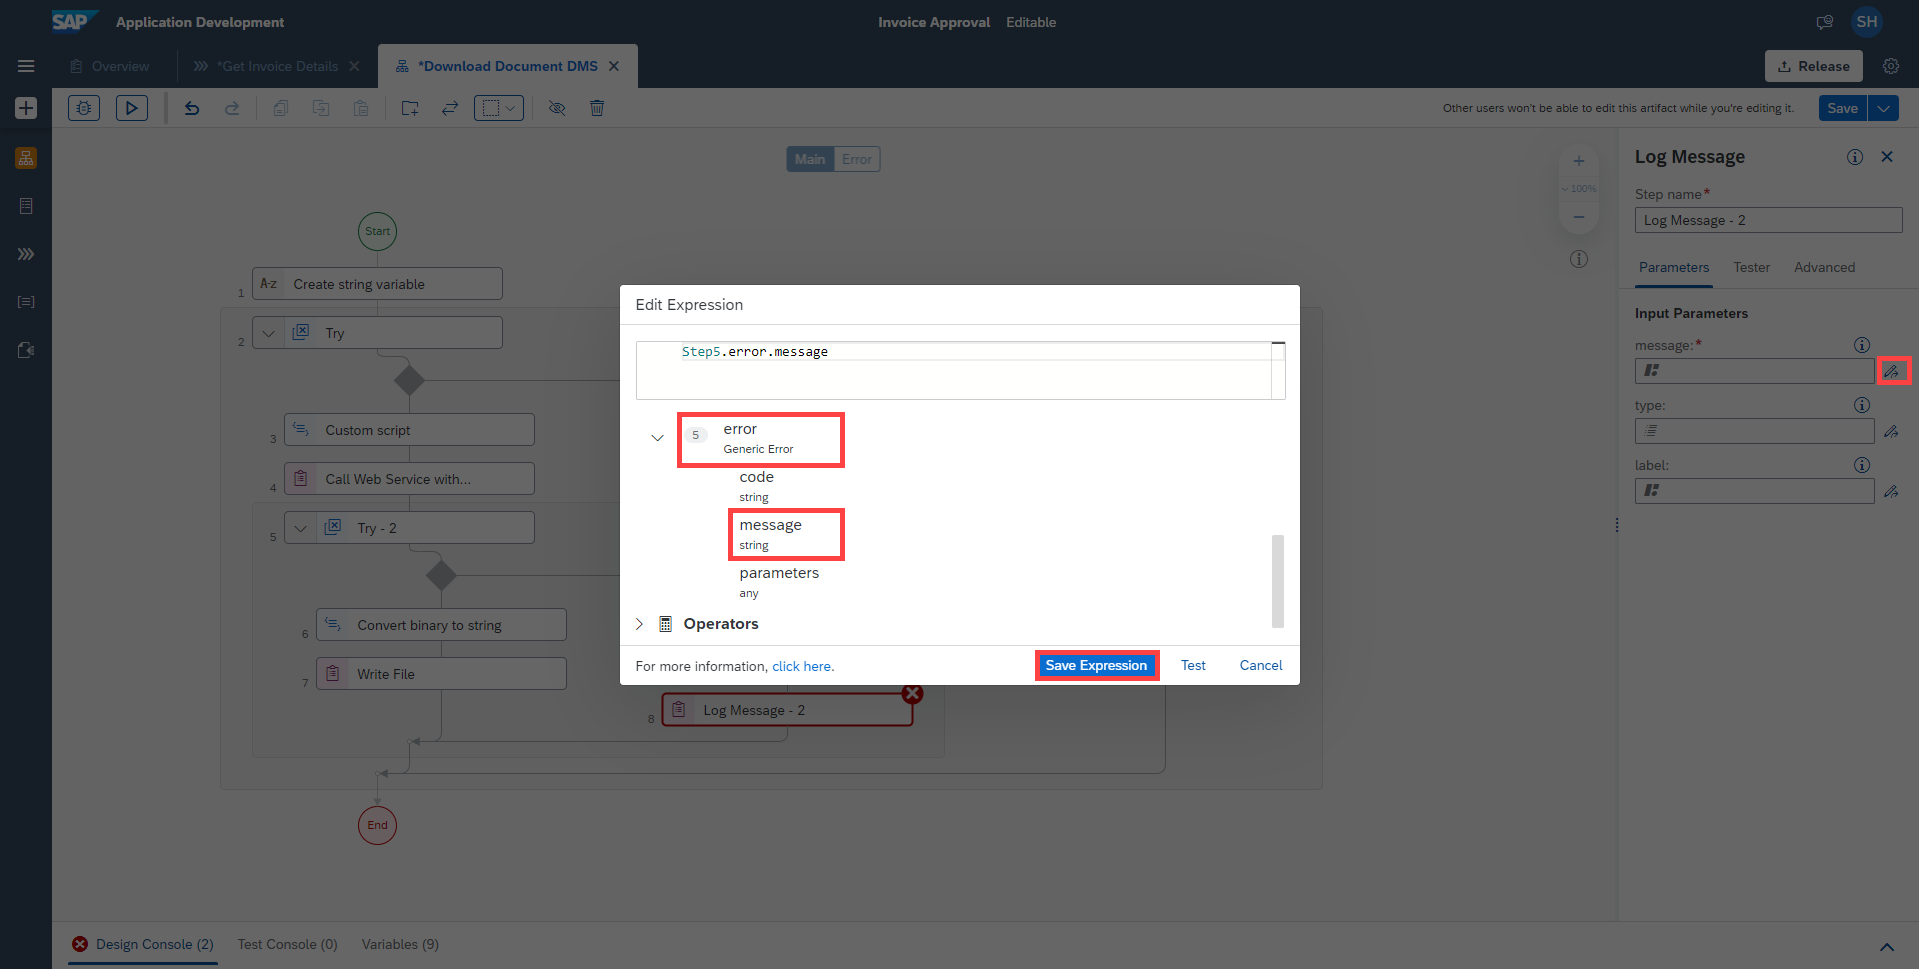 SAP
Application Development
Invoice Approval Editable
SH
Overview
*Get Invoice Details
*Download Document DMS
Release
Other users won't be able to edit this artifact while you're editing it.
Save
Main Error
100%
Start
1
A-z Create string variable
2
Try
3
Custom script
4
Call Web Service with...
5
Try - 2
6
Convert binary to string
7
Write File
8
Log Message - 2
End
Edit Expression
Step5.error.message
5
error
Generic Error
code
string
message
string
parameters
any
Operators
For more information, click here.
Save Expression
Test
Cancel
Log Message
Step name*
Log Message - 2
Parameters Tester Advanced
Input Parameters
message:*
type:
label:
Design Console (2) Test Console (0) Variables (9)